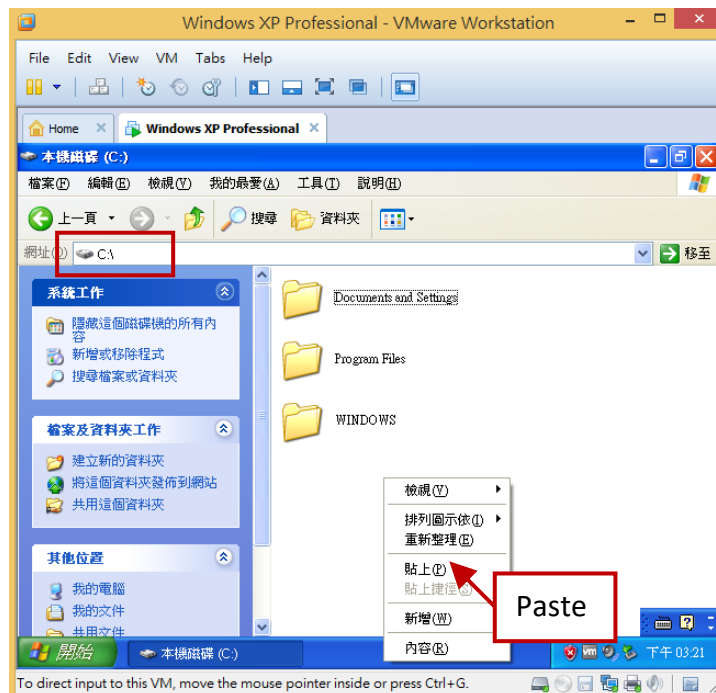 Windows XP Professional - VMware Workstation
File Edit View VM Tabs Help
Home
Windows XP Professional
本機磁碟 (C:)
檔案(F) 編輯(E) 檢視(V) 我的最愛(A) 工具(T) 說明(H)
上一頁 搜尋 資料夾
網址(D) C:\ 移至
系統工作
隱藏這個磁碟機的所有內
容
新增或移除程式
搜尋檔案或資料夾
檔案及資料夾工作
建立新的資料夾
將這個資料夾發佈到網站
共用這個資料夾
其他位置
我的電腦
我的文件
共用文件
Documents and Settings
Program Files
WINDOWS
檢視(V)
排列圖示依(I)
重新整理(E)
貼上(P)
貼上捷徑(S)
新增(W)
內容(R)
Paste
開始 本機磁碟 (C:) 下午 03:21
To direct input to this VM, move the mouse pointer inside or press Ctrl+G.